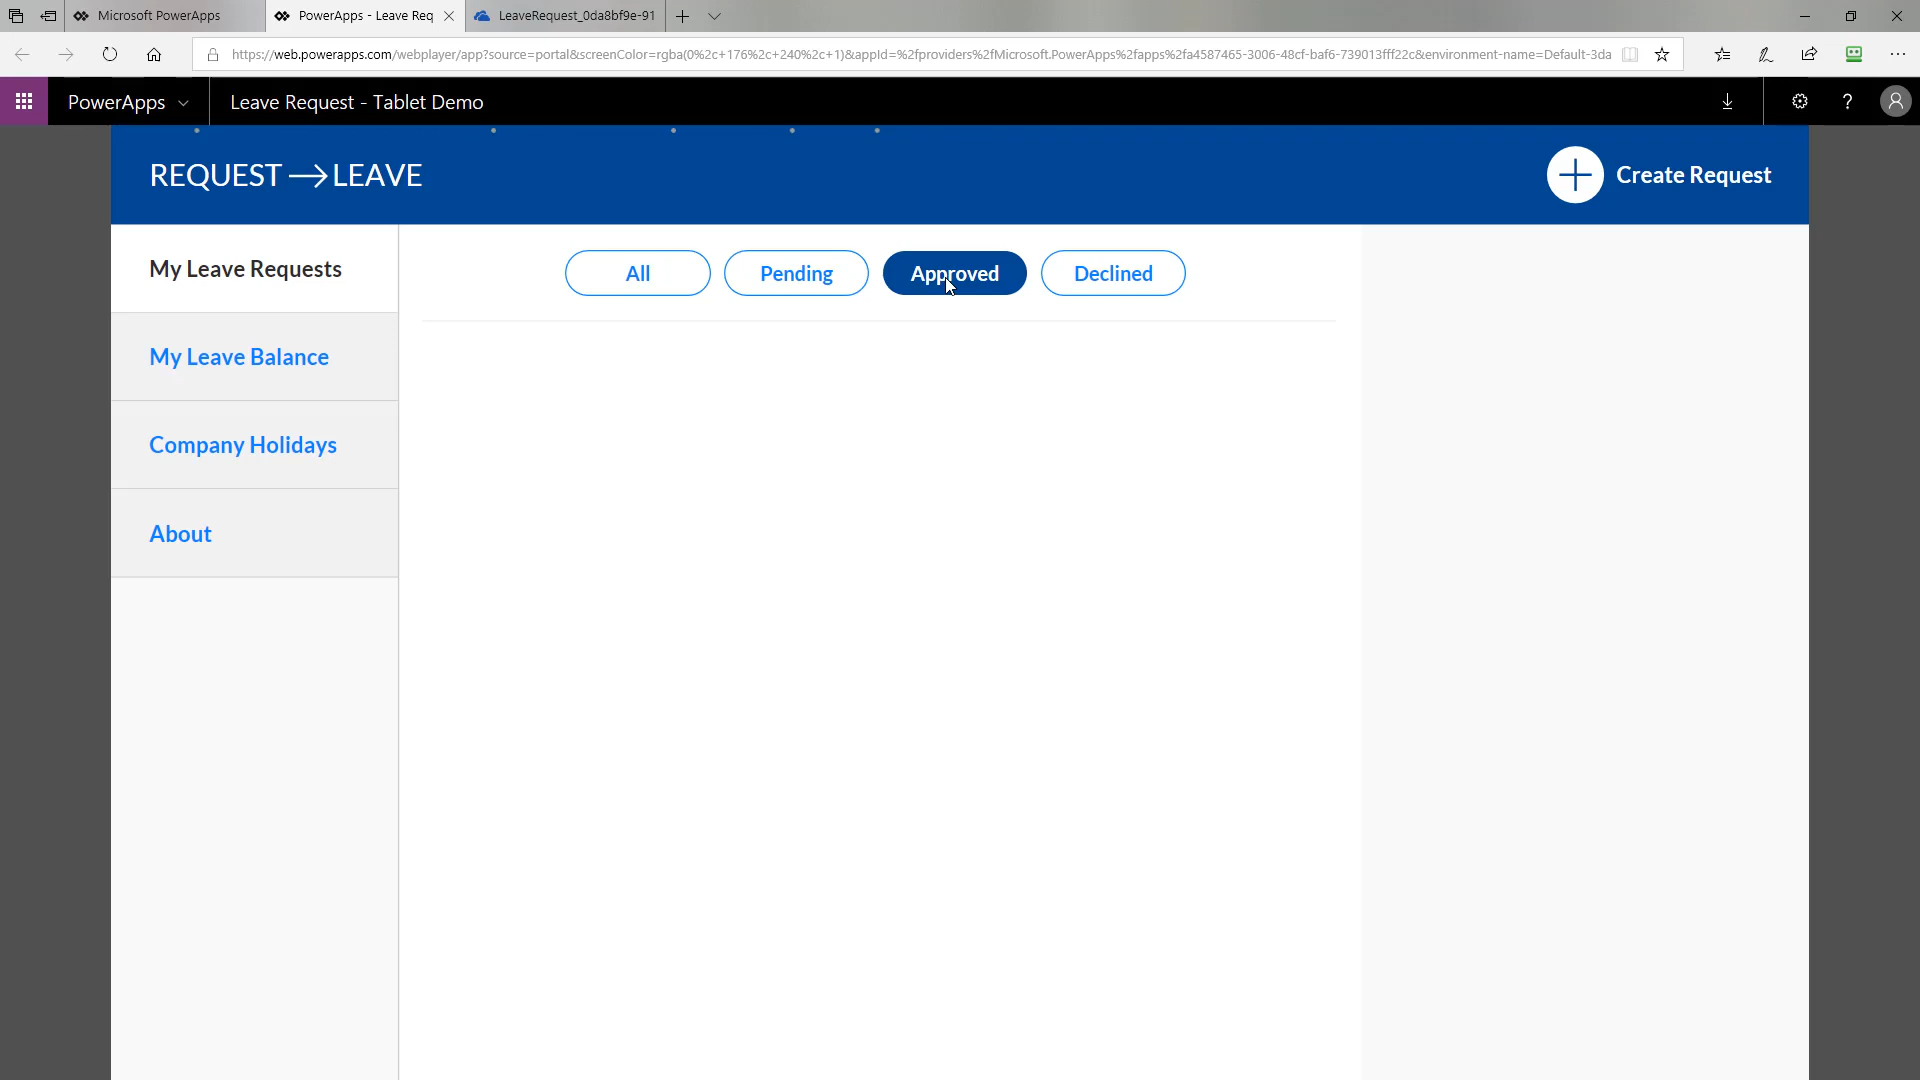 Microsoft PowerApps
PowerApps - Leave Req
LeaveRequest_0da8bf9e-91
https://web.powerapps.com/webplayer/app?source=portal&screenColor=rgba(0%2c+176%2c+240%2c+1)&appId=%2fproviders%2fMicrosoft.PowerApps%2fapps%2fa4587465-3006-48cf-baf6-739013fff22c&environment-name=Default-3da
PowerApps
Leave Request - Tablet Demo
?
REQUEST → LEAVE
Create Request
My Leave Requests
All
Pending
Approved
Declined
My Leave Balance
Company Holidays
About